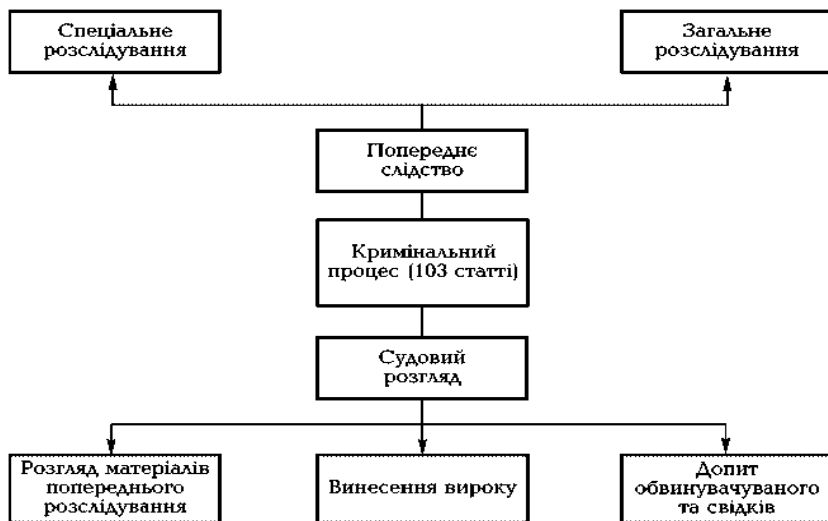 Спеціальне
розслідування
Загальне
розслідування
Попереднє
слідство
Кримінальний
процес (103 статті)
Судовий
розгляд
Розгляд матеріалів
попереднього
розслідування
Винесення вироку
Допит
обвинувачуваного
та свідків